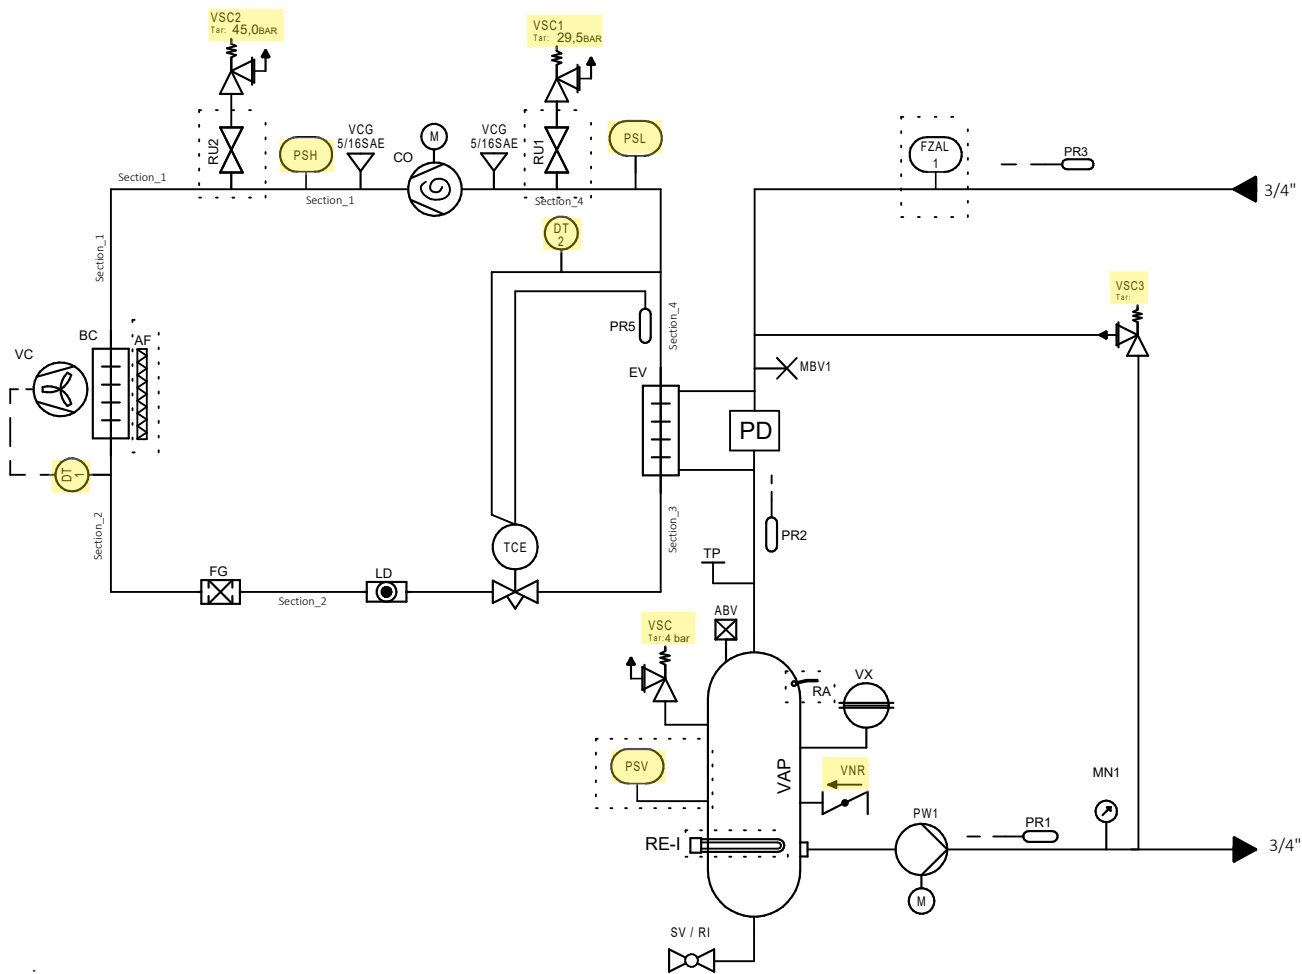 VSC2
Tar: 45,0BAR
VSC1
Tar: 29,5BAR
VCG
5/16SAE
M
VCG
5/16SAE
PSL
FZAL
1
PR3
RU2
PSH
CO
RU1
Section_1
Section_1
Section_4
3/4"
DT
2
Section_1
VSC3
Tar:
PR5
Section_4
BC
AF
VC
EV
MBV1
PD
DT
1
Section_2
Section_3
PR2
TCE
TP
FG
LD
Section_2
ABV
VSC
Tar:4 bar
RA
VX
PSV
VAP
VNR
MN1
PW1
PR1
RE-I
3/4"
M
SV / RI